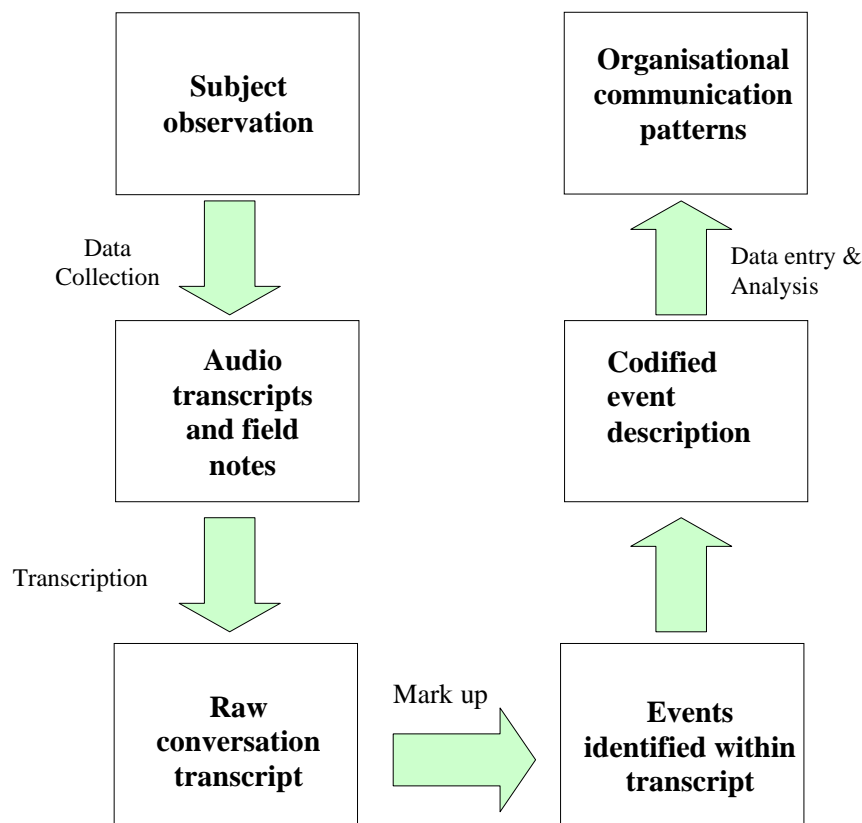 Subject
observation
Data
Collection
Audio
transcripts
and field
notes
Transcription
Raw
conversation
transcript
Mark up
Events
identified within
transcript
Codified
event
description
Data entry &
Analysis
Organisational
communication
patterns